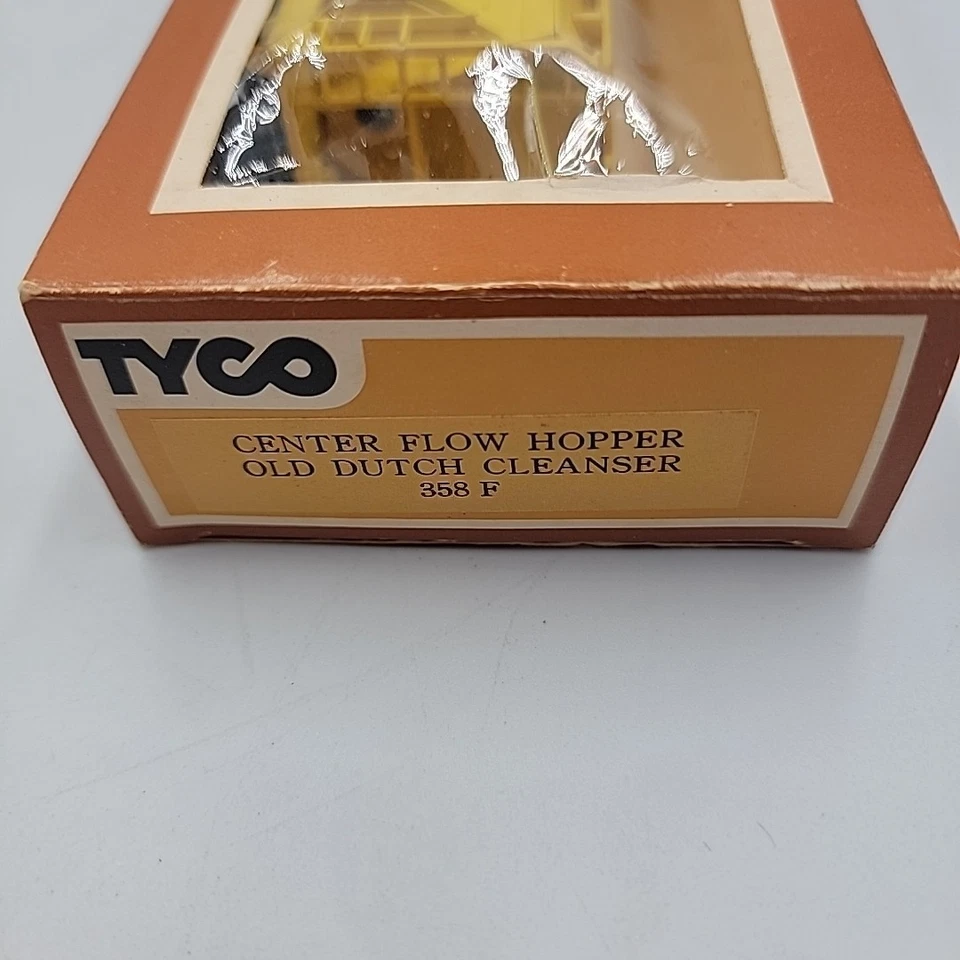 TYCO
CENTER FLOW HOPPER
OLD DUTCH CLEANSER
358 F